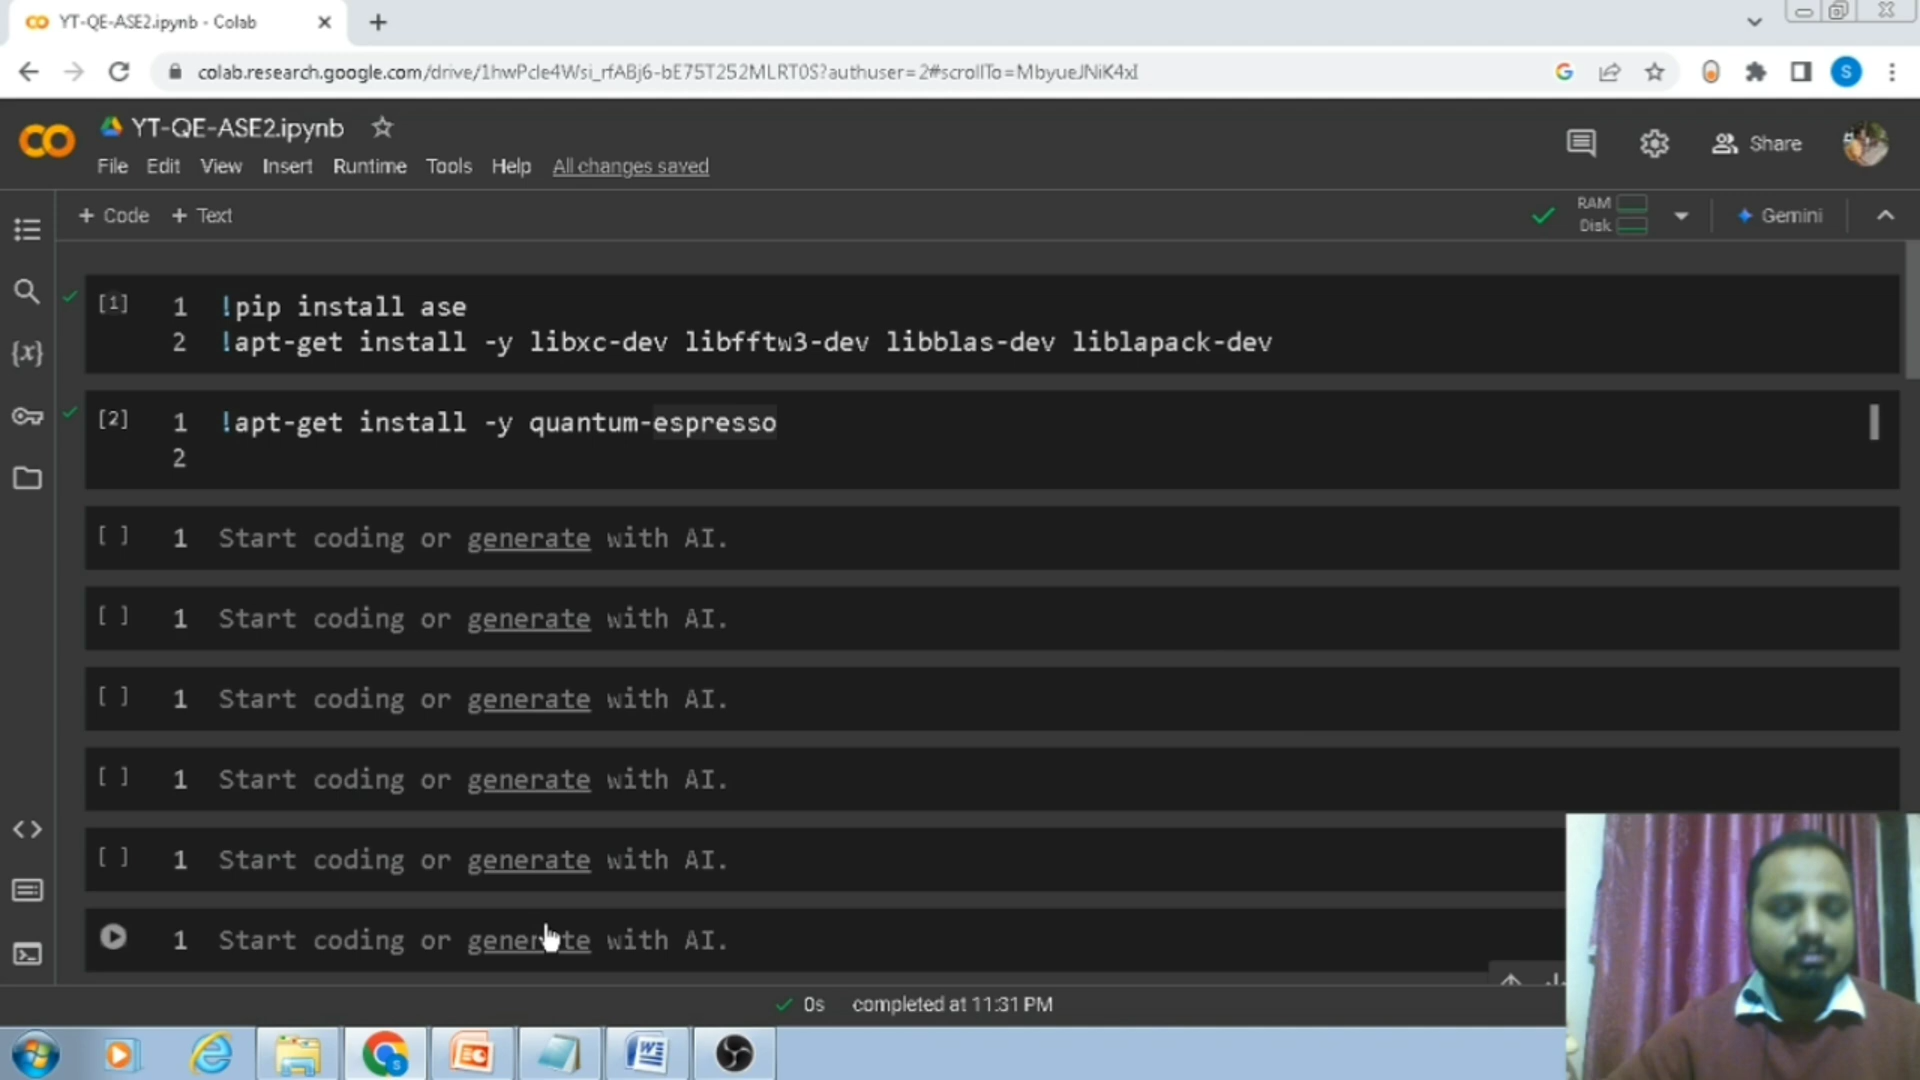 YT-QE-ASE2.ipynb - Colab
colab.research.google.com/drive/1hwPcIe4Wsi_rfABj6-bE75T252MLRT0S?authuser=2#scrollTo=MbyueJNiK4xI
S
YT-QE-ASE2.ipynb
Share
File Edit View Insert Runtime Tools Help All changes saved
+ Code + Text
RAM
Disk
Gemini
[1] 1 !pip install ase
2 !apt-get install -y libxc-dev libfftw3-dev libblas-dev liblapack-dev
[2] 1 !apt-get install -y quantum-espresso
2
[ ] 1 Start coding or generate with AI.
[ ] 1 Start coding or generate with AI.
[ ] 1 Start coding or generate with AI.
[ ] 1 Start coding or generate with AI.
[ ] 1 Start coding or generate with AI.
1 Start coding or generate with AI.
0s completed at 11:31 PM